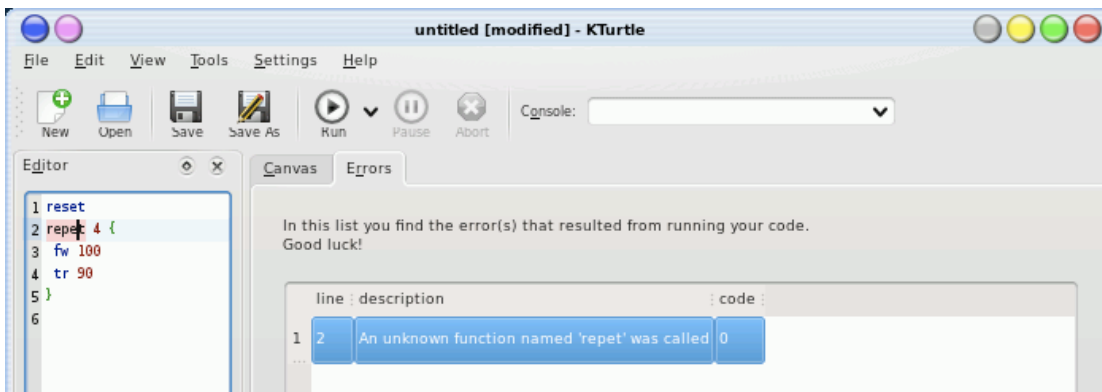 untitled [modified] - KTurtle
File Edit View Tools Settings Help
New Open Save Save As Run Pause Abort Console:
Editor
Canvas Errors
1 reset
2 repet 4 {
3 fw 100
4 tr 90
5 }
6
In this list you find the error(s) that resulted from running your code.
Good luck!
line description code
1 2 An unknown function named 'repet' was called 0